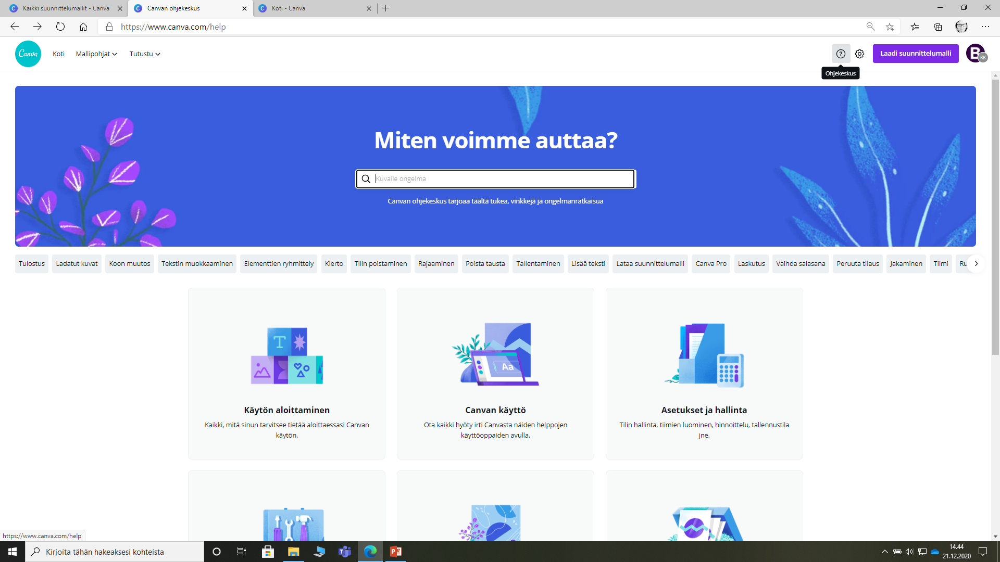 Kaikki suunnittelumallit - Canva
Canvan ohjekeskus
Koti - Canva
https://www.canva.com/help
Canva
Koti
Mallipohjat
Tutustu
Laadi suunnittelumalli
B
KK
Ohjekeskus
Miten voimme auttaa?
Kuvaile ongelma
Canvan ohjekeskus tarjoaa täältä tukea, vinkkejä ja ongelmanratkaisua
Tulostus
Ladatut kuvat
Koon muutos
Tekstin muokkaaminen
Elementtien ryhmittely
Kierto
Tilin poistaminen
Rajaaminen
Poista tausta
Tallentaminen
Lisää teksti
Lataa suunnittelumalli
Canva Pro
Laskutus
Vaihda salasana
Peruuta tilaus
Jakaminen
Tiimi
Ru
T
Aa
Käytön aloittaminen
Kaikki, mitä sinun tarvitsee tietää aloittaessasi Canvan
käytön.
Canvan käyttö
Ota kaikki hyöty irti Canvasta näiden helppojen
käyttöoppaiden avulla.
Asetukset ja hallinta
Tilin hallinta, tiimien luominen, hinnoittelu, tallennustila
jne.
https://www.canva.com/help
Kirjoita tähän hakeaksesi kohteista
14.44
21.12.2020